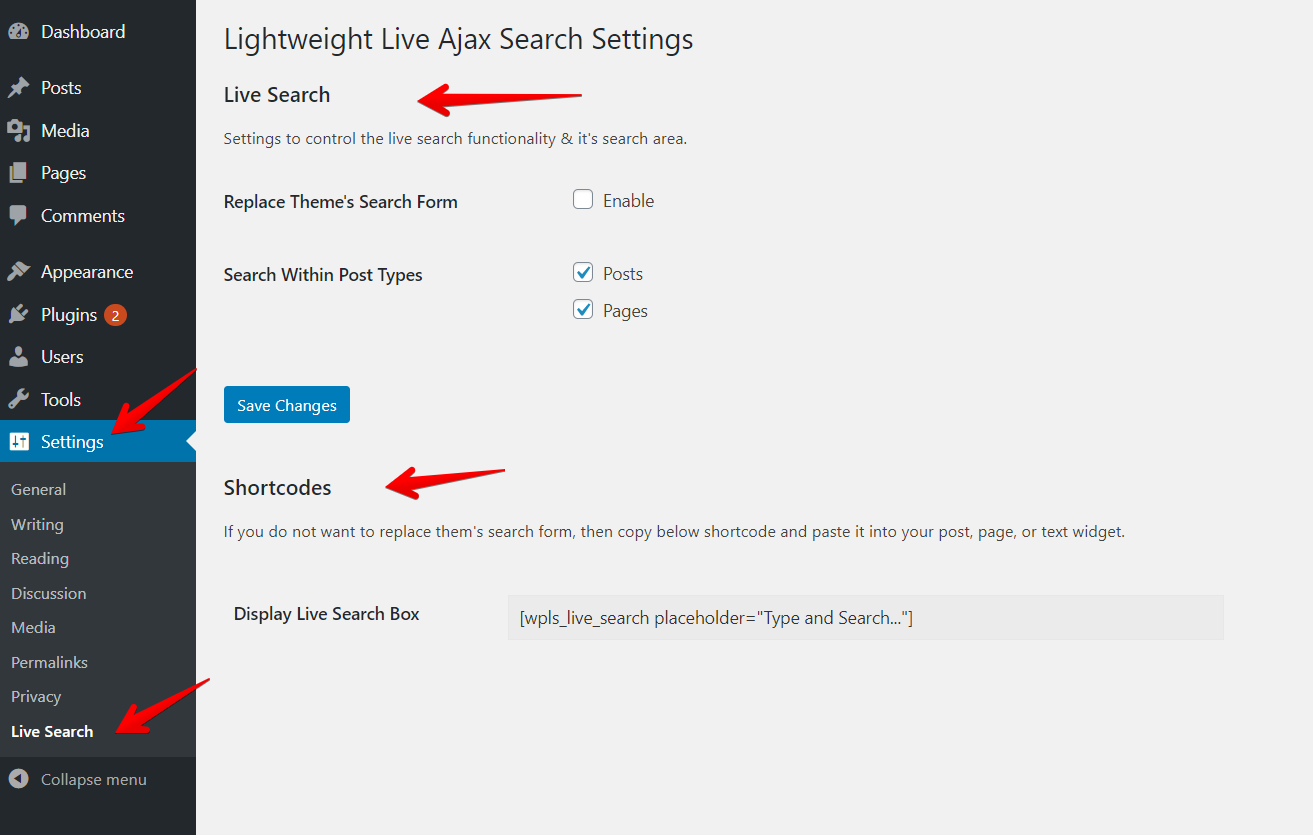 Dashboard
Posts
Media
Pages
Comments
Appearance
Plugins 2
Users
Tools
Settings
General
Writing
Reading
Discussion
Media
Permalinks
Privacy
Live Search
Collapse menu
Lightweight Live Ajax Search Settings
Live Search
Settings to control the live search functionality & it's search area.
Replace Theme's Search Form Enable
Search Within Post Types Posts
Pages
Save Changes
Shortcodes
If you do not want to replace them's search form, then copy below shortcode and paste it into your post, page, or text widget.
Display Live Search Box [wpls_live_search placeholder="Type and Search..."]